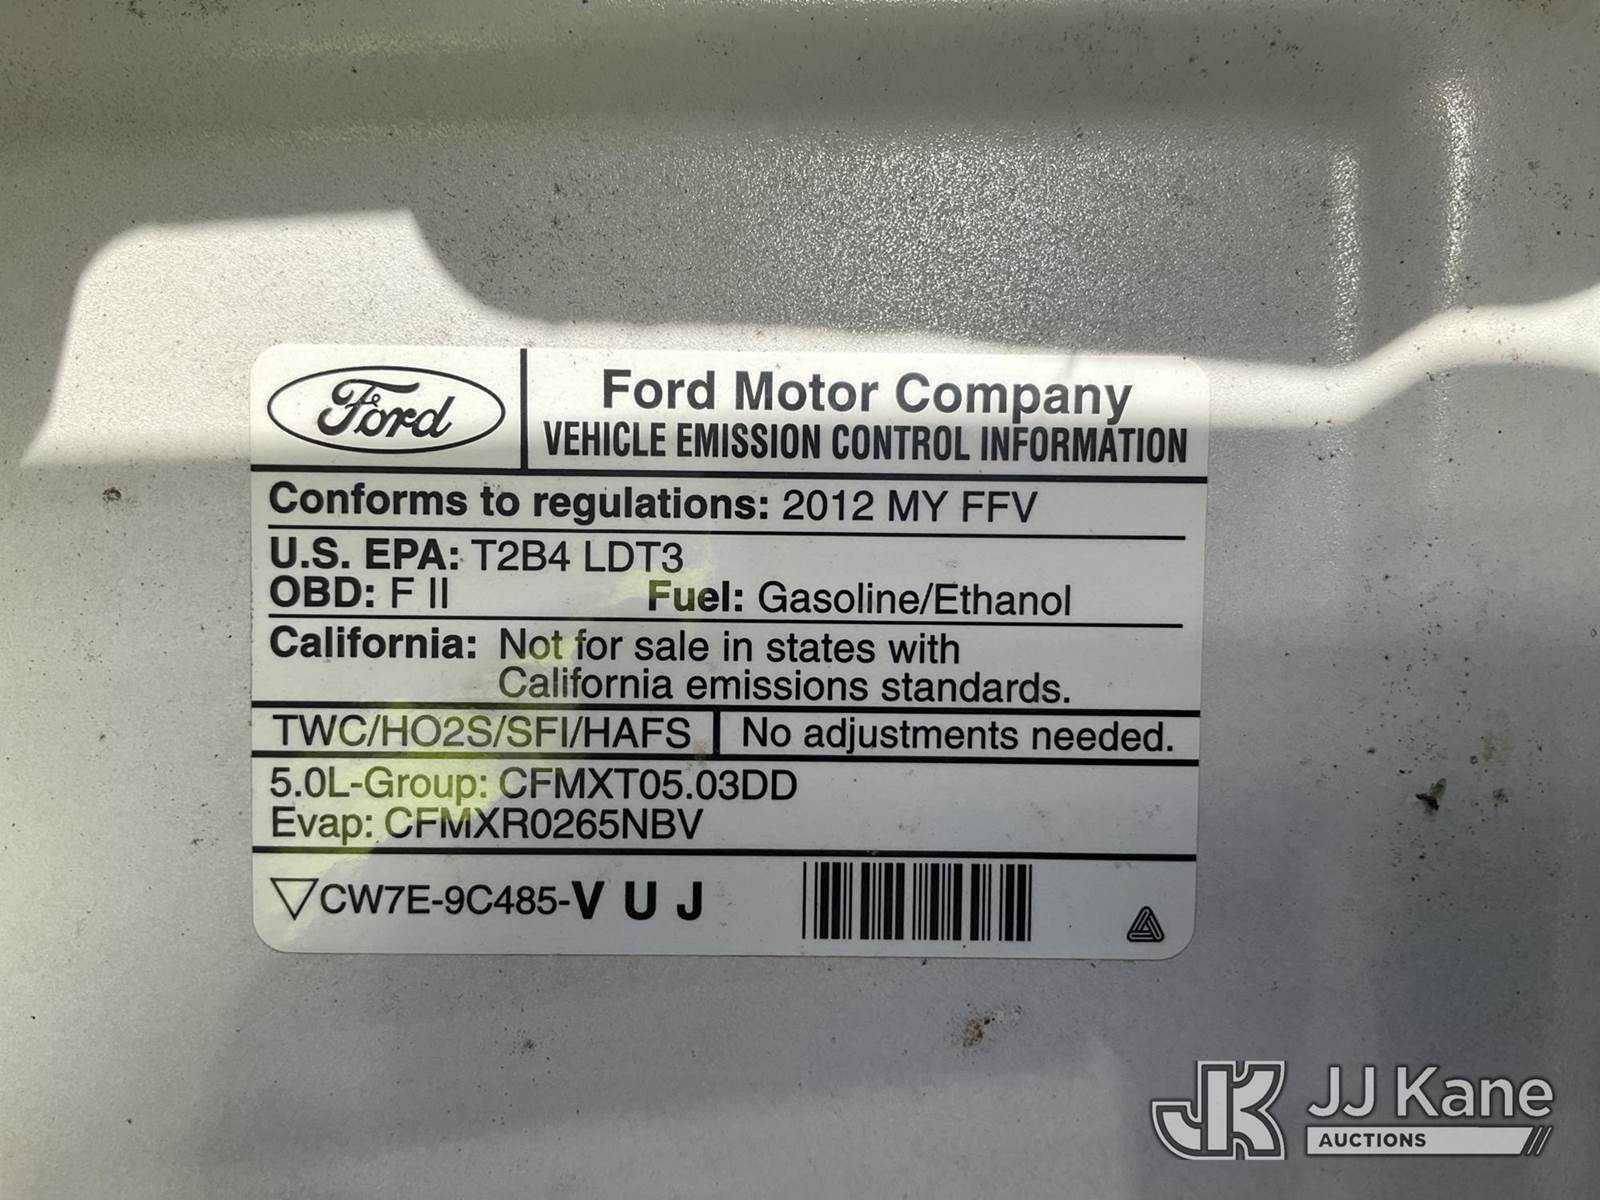 Ford
Ford Motor Company
VEHICLE EMISSION CONTROL INFORMATION
Conforms to regulations: 2012 MY FFV
U.S. EPA: T2B4 LDT3
OBD: F II Fuel: Gasoline/Ethanol
California: Not for sale in states with
California emissions standards.
TWC/HO2S/SFI/HAFS No adjustments needed.
5.0L-Group: CFMXT05.03DD
Evap: CFMXR0265NBV
CW7E-9C485-V U J
JK JJ Kane
AUCTIONS